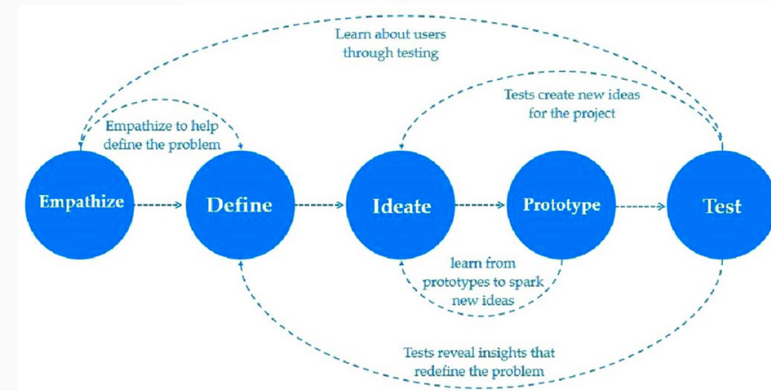 Learn about users
through testing
Tests create new ideas
for the project
Empathize to help
define the problem
Empathize
Define
Ideate
Prototype
Test
learn from
prototypes to spark
new ideas
Tests reveal insights that
redefine the problem